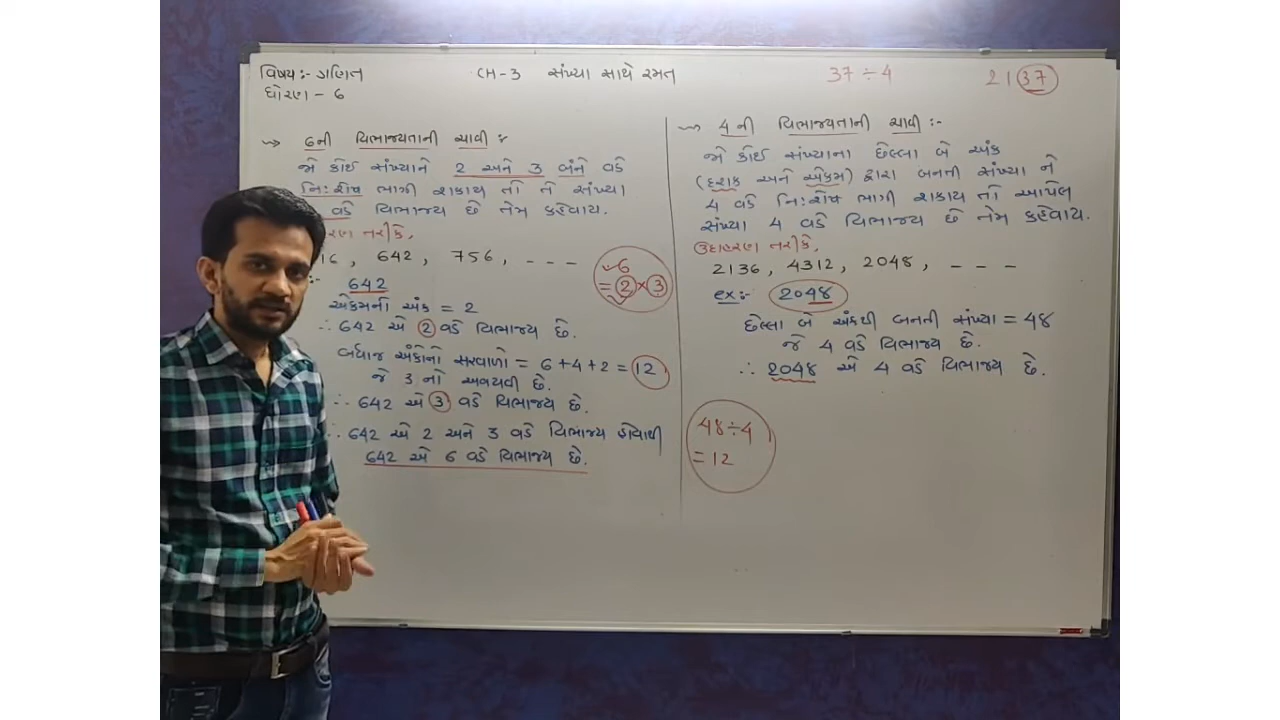 વિષય:- ગણિત
ધોરણ - 6
CH-3 સંખ્યા સાથે રમત
37 ÷ 4
2137
6ની વિભાજ્યતાની ચાવી :-
જો કોઈ સંખ્યાને 2 અને 3 બંને વડે
નિ:શેષ ભાગી શકાય તો તે સંખ્યા
વડે વિભાજ્ય છે તેમ કહેવાય.
તરીકે,
16, 642, 756, - - -
642
એકમનો અંક = 2
∴ 642 એ 2 વડે વિભાજ્ય છે.
બધાજ અંકોનો સરવાળો = 6 + 4 + 2 = 12
જે 3 નો અવયવી છે.
∴ 642 એ 3 વડે વિભાજ્ય છે.
∴ 642 એ 2 અને 3 વડે વિભાજ્ય હોવાથી
642 એ 6 વડે વિભાજ્ય છે.
6
= 2 × 3
4 ની વિભાજ્યતાની ચાવી :-
જો કોઈ સંખ્યાના છેલ્લા બે અંક
(દશક અને એકમ) દ્વારા બનતી સંખ્યા ને
4 વડે નિ:શેષ ભાગી શકાય તો આપેલ
સંખ્યા 4 વડે વિભાજ્ય છે તેમ કહેવાય.
ઉદાહરણ તરીકે,
2136, 4312, 2048, - - -
ex:- 2048
છેલ્લા બે અંકથી બનતી સંખ્યા = 48
જે 4 વડે વિભાજ્ય છે.
∴ 2048 એ 4 વડે વિભાજ્ય છે.
48 ÷ 4
= 12